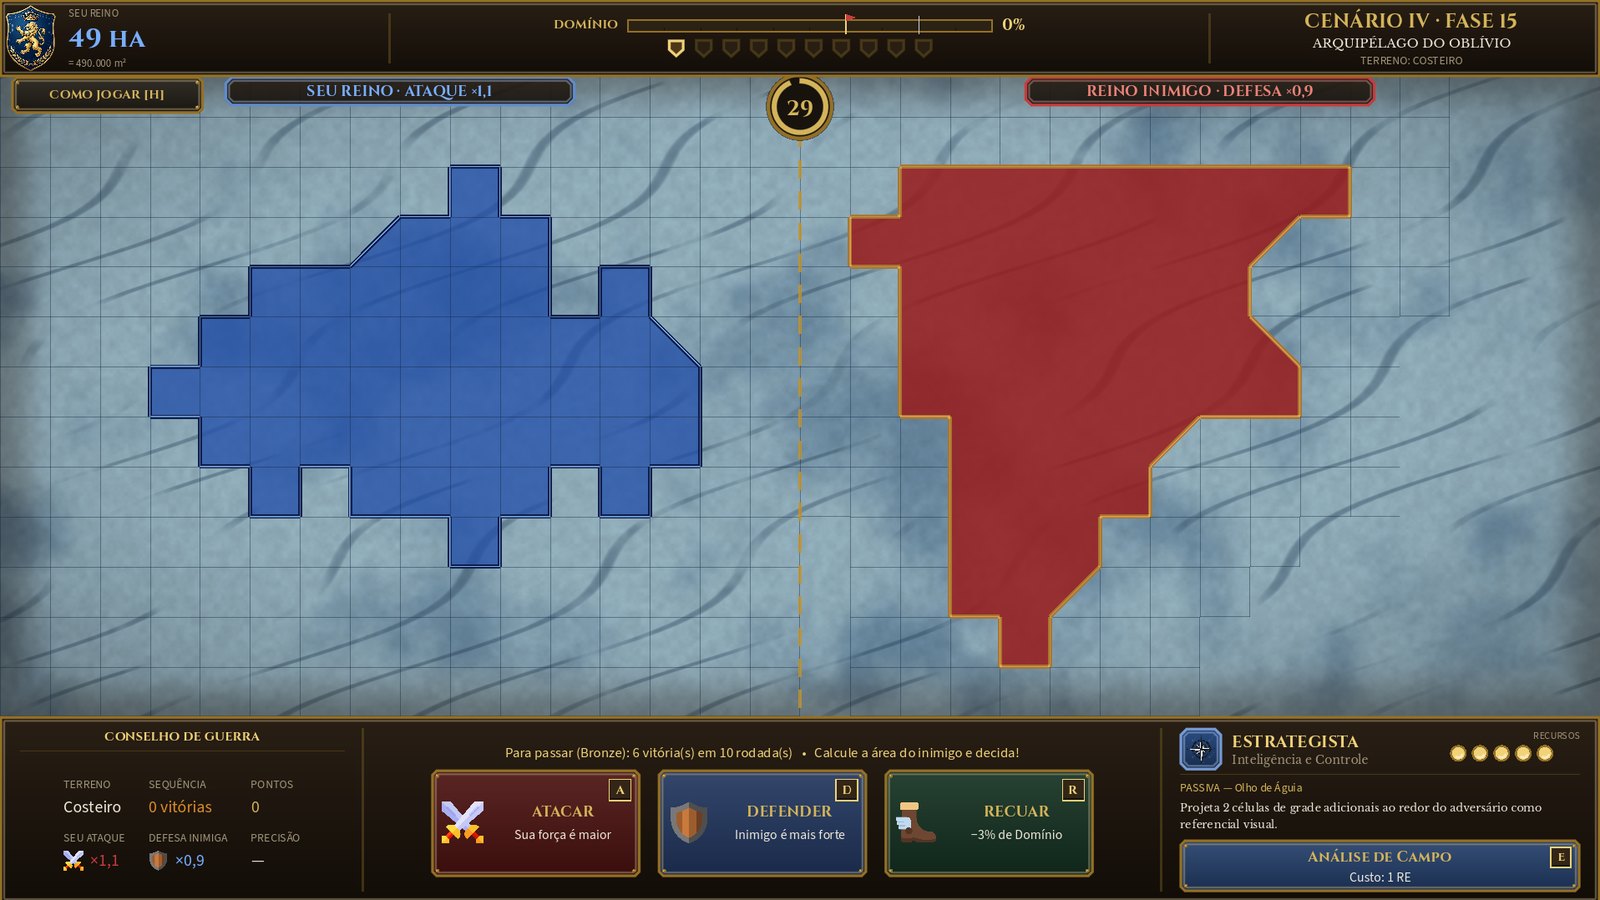 SEU REINO
49 HA
= 490.000 m²
DOMÍNIO
0%
CENÁRIO IV · FASE 15
ARQUIPÉLAGO DO OBLÍVIO
TERRENO: COSTEIRO
COMO JOGAR [H]
SEU REINO · ATAQUE ×1,1
29
REINO INIMIGO · DEFESA ×0,9
CONSELHO DE GUERRA
TERRENO
SEQUÊNCIA
PONTOS
Costeiro
0 vitórias
0
SEU ATAQUE
DEFESA INIMIGA
PRECISÃO
×1,1
×0,9
—
Para passar (Bronze): 6 vitória(s) em 10 rodada(s) • Calcule a área do inimigo e decida!
ATACAR
A
Sua força é maior
DEFENDER
D
Inimigo é mais forte
RECUAR
R
−3% de Domínio
ESTRATEGISTA
Inteligência e Controle
RECURSOS
PASSIVA — Olho de Águia
Projeta 2 células de grade adicionais ao redor do adversário como
referencial visual.
ANÁLISE DE CAMPO
E
Custo: 1 RE